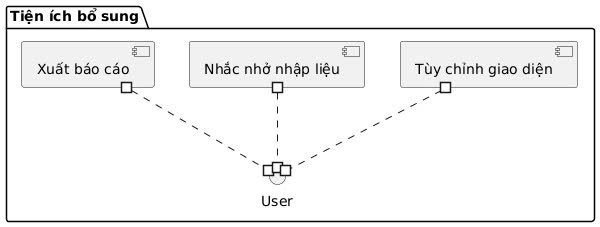 Tiện ích bổ sung
Xuất báo cáo
Nhắc nhở nhập liệu
Tùy chỉnh giao diện
User